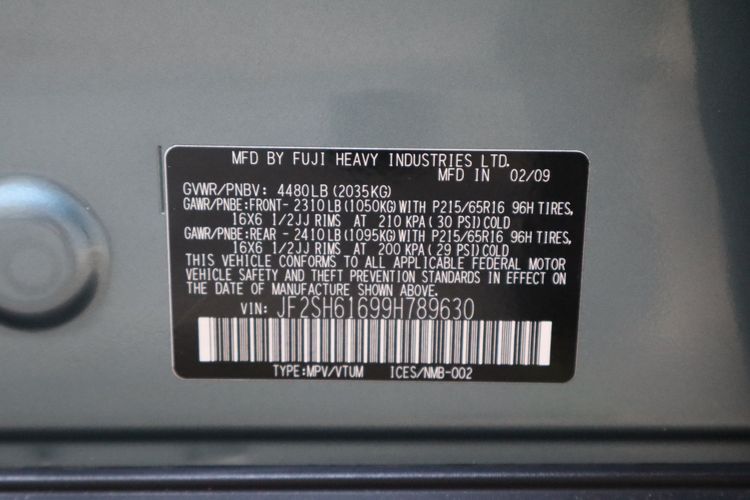 MFD BY FUJI HEAVY INDUSTRIES LTD.
MFD IN 02/09
GVWR/PNBV: 4480LB (2035KG)
GAWR/PNBE:FRONT- 2310LB (1050KG) WITH P215/65R16 96H TIRES,
16X6 1/2JJ RIMS AT 210 KPA (30 PSI) COLD
GAWR/PNBE:REAR - 2410LB (1095KG) WITH P215/65R16 96H TIRES,
16X6 1/2JJ RIMS AT 200 KPA (29 PSI) COLD
THIS VEHICLE CONFORMS TO ALL APPLICABLE FEDERAL MOTOR
VEHICLE SAFETY AND THEFT PREVENTION STANDARDS IN EFFECT ON
THE DATE OF MANUFACTURE SHOWN ABOVE.
VIN: JF2SH61699H789630
TYPE:MPV/VTUM ICES/NMB-002